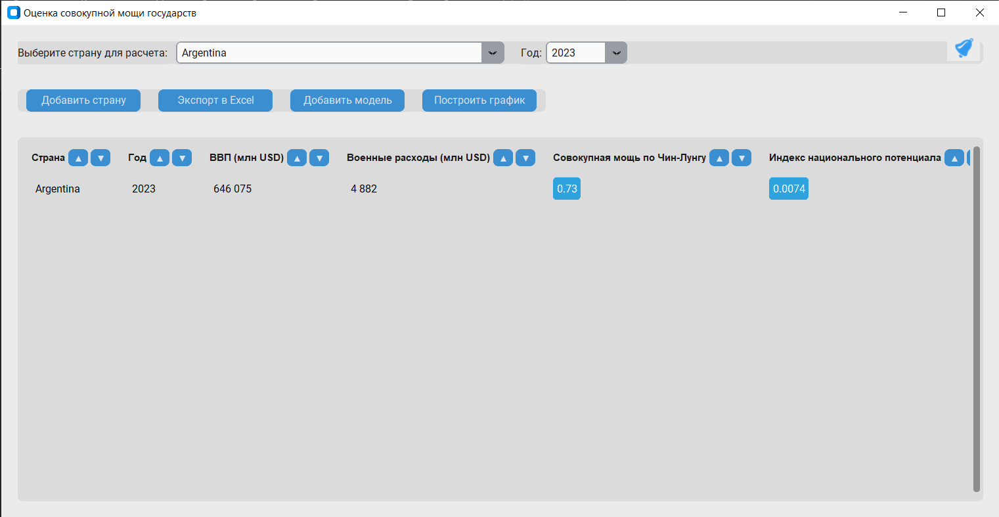 Оценка совокупной мощи государств
Выберите страну для расчета: Argentina Год: 2023
Добавить страну Экспорт в Excel Добавить модель Построить график
Страна ▲ ▼ Год ▲ ▼ ВВП (млн USD) ▲ ▼ Военные расходы (млн USD) ▲ ▼ Совокупная мощь по Чин-Лунгу ▲ ▼ Индекс национального потенциала ▲
Argentina 2023 646 075 4 882 0.73 0.0074